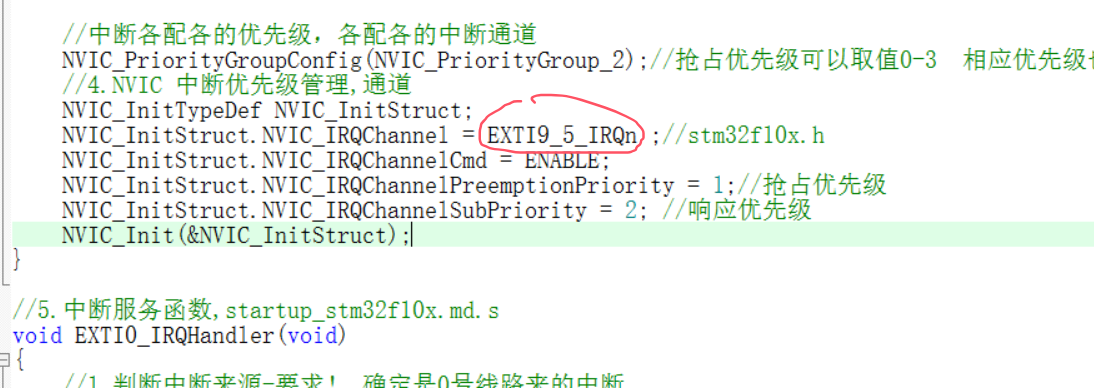 //中断各配各的优先级，各配各的中断通道
NVIC_PriorityGroupConfig(NVIC_PriorityGroup_2);//抢占优先级可以取值0-3 相应优先级
//4.NVIC 中断优先级管理,通道
NVIC_InitTypeDef NVIC_InitStruct;
NVIC_InitStruct.NVIC_IRQChannel = EXTI9_5_IRQn ;//stm32f10x.h
NVIC_InitStruct.NVIC_IRQChannelCmd = ENABLE;
NVIC_InitStruct.NVIC_IRQChannelPreemptionPriority = 1;//抢占优先级
NVIC_InitStruct.NVIC_IRQChannelSubPriority = 2; //响应优先级
NVIC_Init(&NVIC_InitStruct);
}
//5.中断服务函数,startup_stm32f10x.md.s
void EXTI0_IRQHandler(void)
{
//1.判断中断来源-要求！ 确定是0号线路来的中断